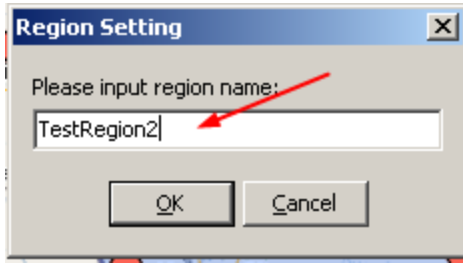 Region Setting
Please input region name:
TestRegion2
OK
Cancel